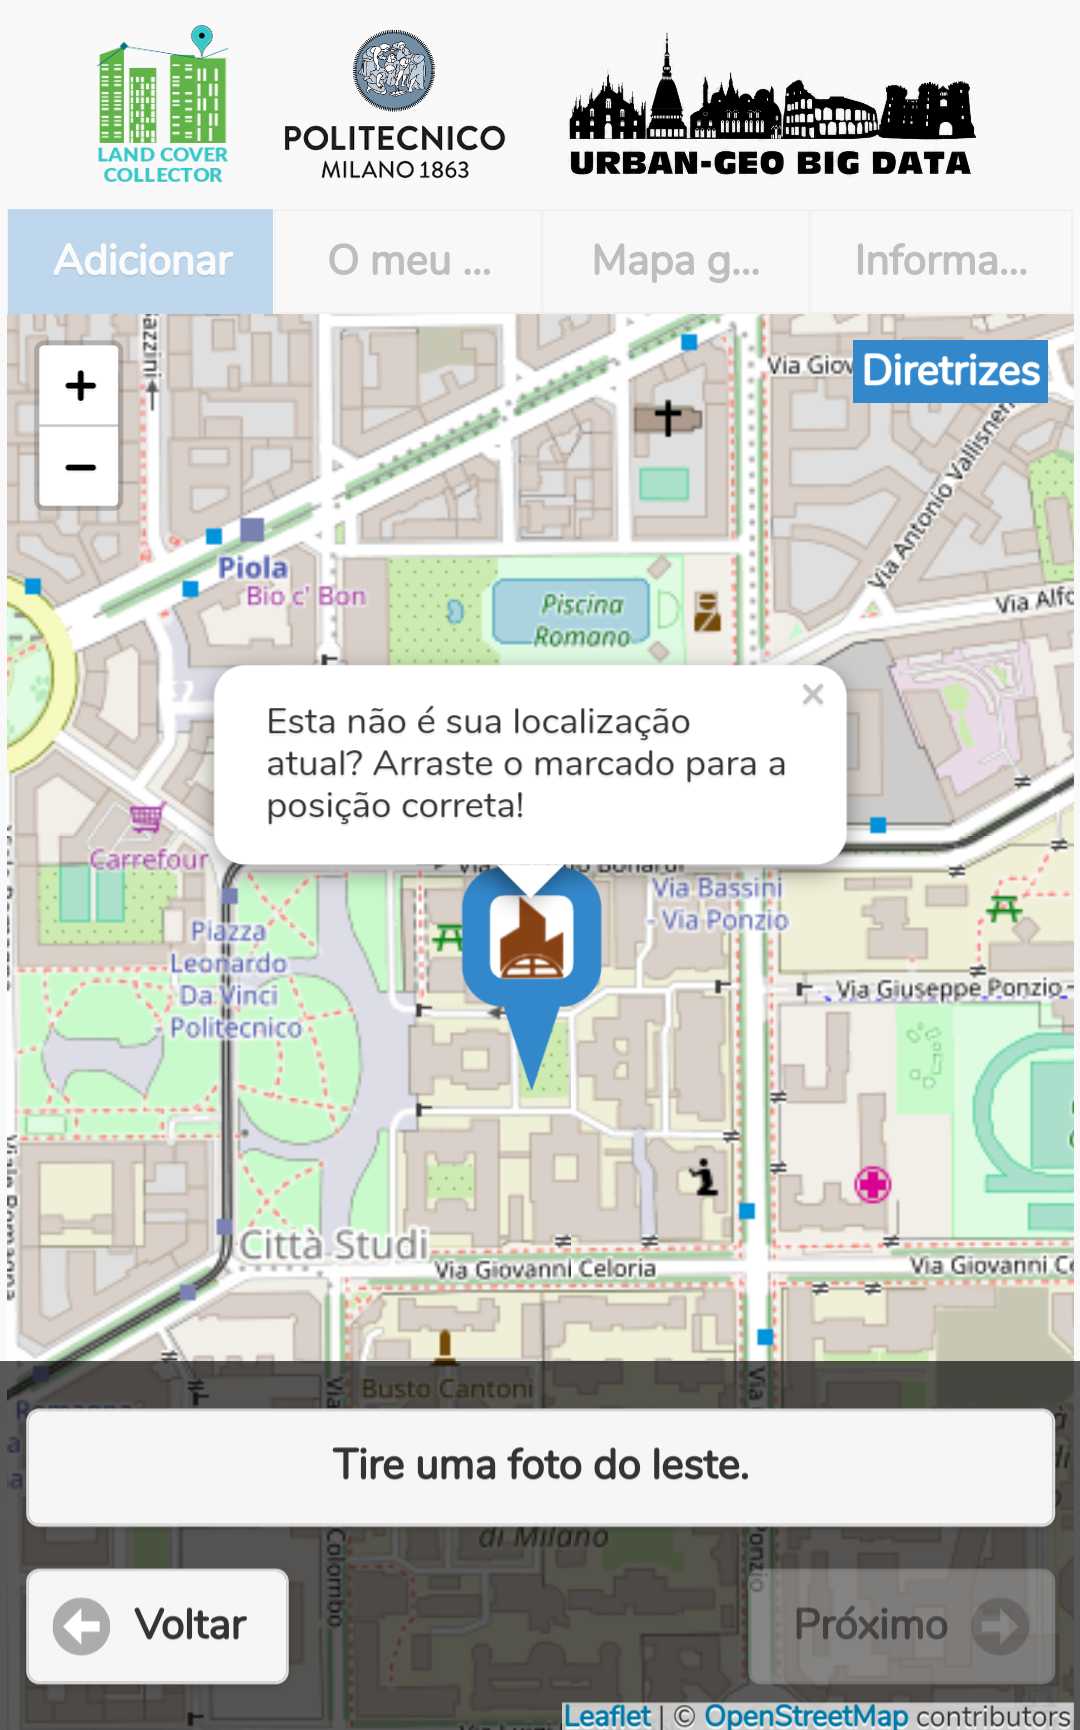 LAND COVER
COLLECTOR
POLITECNICO
MILANO 1863
URBAN-GEO BIG DATA
Adicionar
O meu ...
Mapa g...
Informa...
+
Diretrizes
−
Piola
Bio c' Bon
Via Antonio Vallisneri
Piscina
Romano
Via Alfo
×
Esta não é sua localização
atual? Arraste o marcado para a
posição correta!
Carrefour
Via Bassini
- Via Ponzio
Piazza
Leonardo
Da Vinci
- Politecnico
Via Giuseppe Ponzio
Città Studi
Via Giovanni Celoria
Via Giovanni Ce
Busto Cantoni
Tire uma foto do leste.
di Milano
Colombo
Ponzio
Voltar
Próximo
Leaflet | © OpenStreetMap contributors